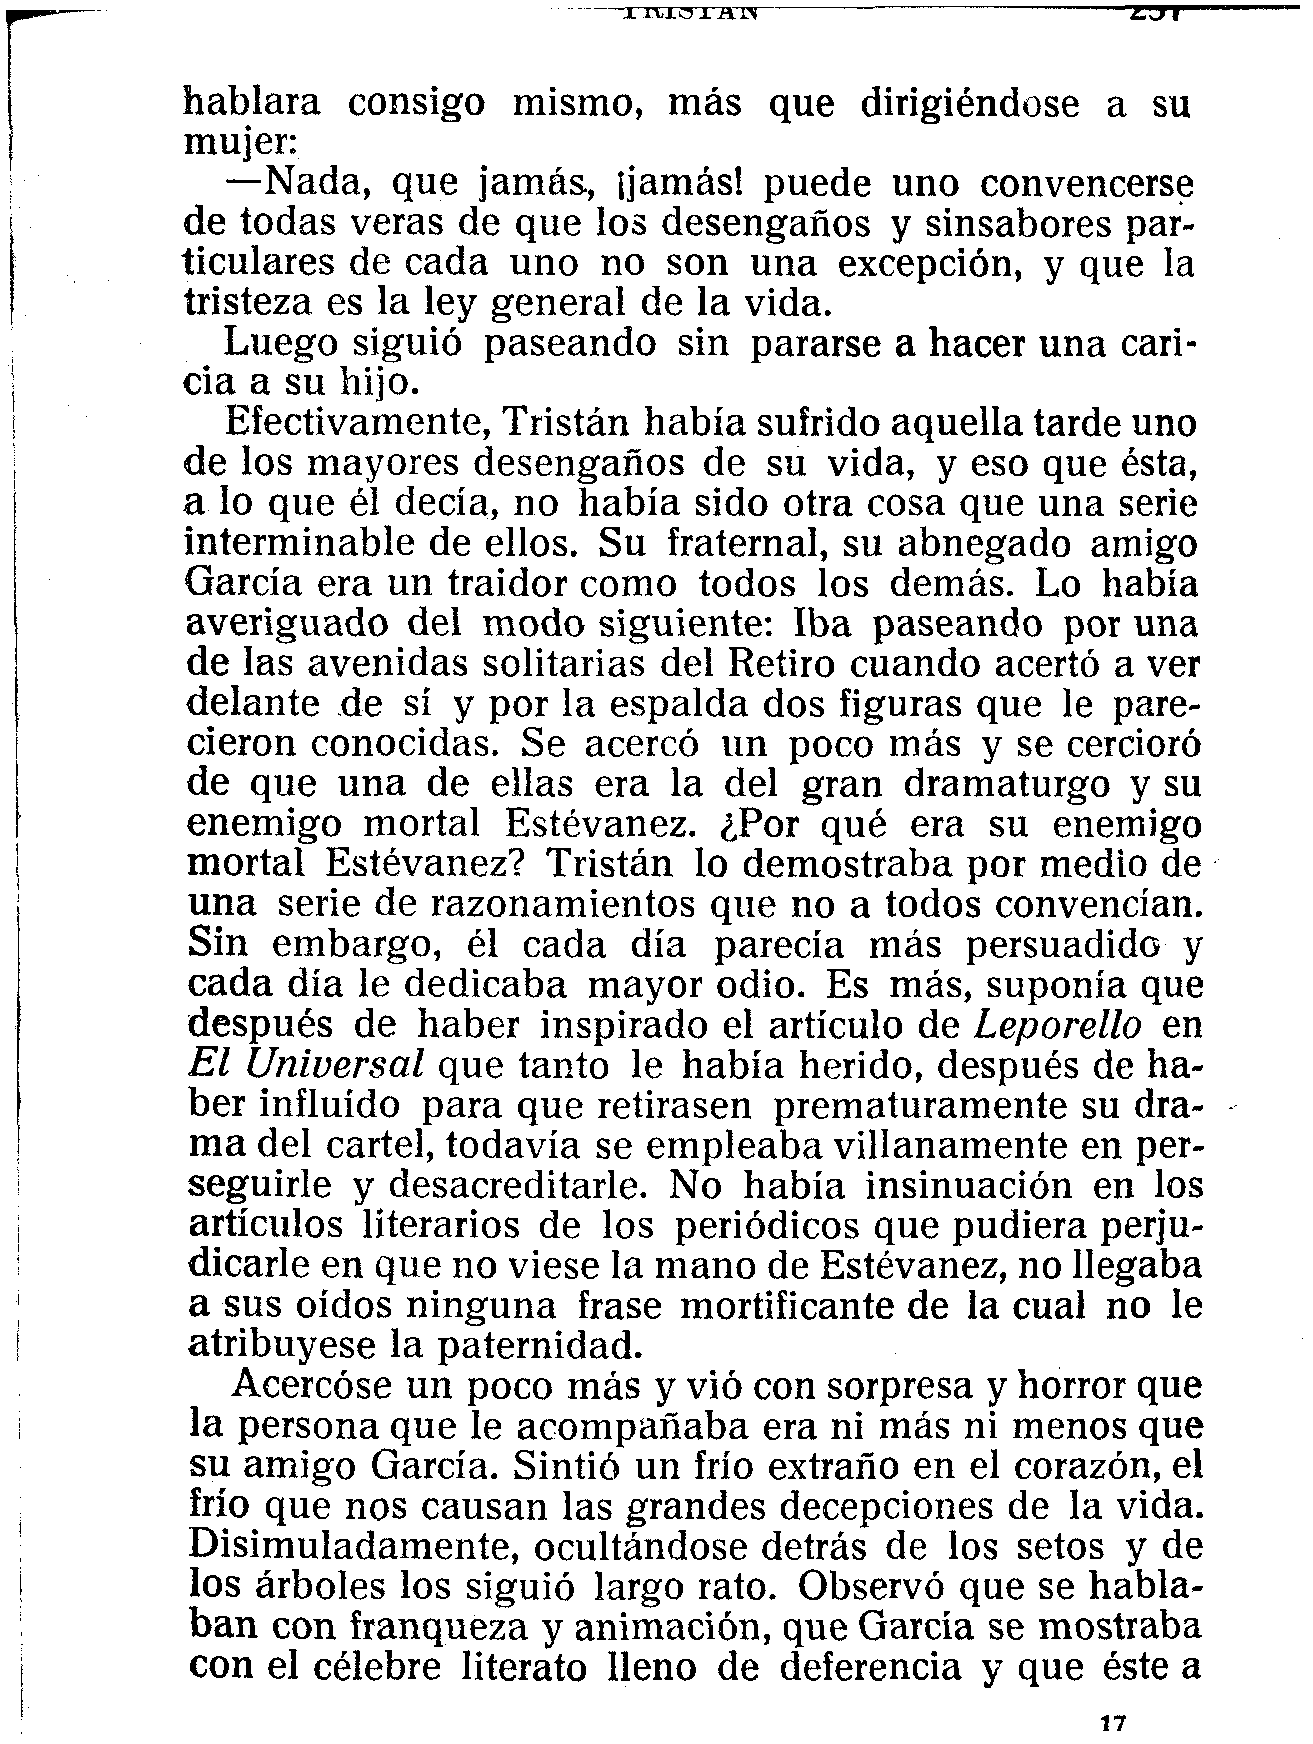 TRISTÁN 257
hablara consigo mismo, más que dirigiéndose a su
mujer:
—Nada, que jamás, ¡jamás! puede uno convencerse
de todas veras de que los desengaños y sinsabores par-
ticulares de cada uno no son una excepción, y que la
tristeza es la ley general de la vida.
Luego siguió paseando sin pararse a hacer una cari-
cia a su hijo.
Efectivamente, Tristán había sufrido aquella tarde uno
de los mayores desengaños de su vida, y eso que ésta,
a lo que él decía, no había sido otra cosa que una serie
interminable de ellos. Su fraternal, su abnegado amigo
García era un traidor como todos los demás. Lo había
averiguado del modo siguiente: Iba paseando por una
de las avenidas solitarias del Retiro cuando acertó a ver
delante de sí y por la espalda dos figuras que le pare-
cieron conocidas. Se acercó un poco más y se cercioró
de que una de ellas era la del gran dramaturgo y su
enemigo mortal Estévanez. ¿Por qué era su enemigo
mortal Estévanez? Tristán lo demostraba por medio de
una serie de razonamientos que no a todos convencían.
Sin embargo, él cada día parecía más persuadido y
cada día le dedicaba mayor odio. Es más, suponía que
después de haber inspirado el artículo de Leporello en
El Universal que tanto le había herido, después de ha-
ber influído para que retirasen prematuramente su dra-
ma del cartel, todavía se empleaba villanamente en per-
seguirle y desacreditarle. No había insinuación en los
artículos literarios de los periódicos que pudiera perju-
dicarle en que no viese la mano de Estévanez, no llegaba
a sus oídos ninguna frase mortificante de la cual no le
atribuyese la paternidad.
Acercóse un poco más y vió con sorpresa y horror que
la persona que le acompañaba era ni más ni menos que
su amigo García. Sintió un frío extraño en el corazón, el
frío que nos causan las grandes decepciones de la vida.
Disimuladamente, ocultándose detrás de los setos y de
los árboles los siguió largo rato. Observó que se habla-
ban con franqueza y animación, que García se mostraba
con el célebre literato lleno de deferencia y que éste a
17